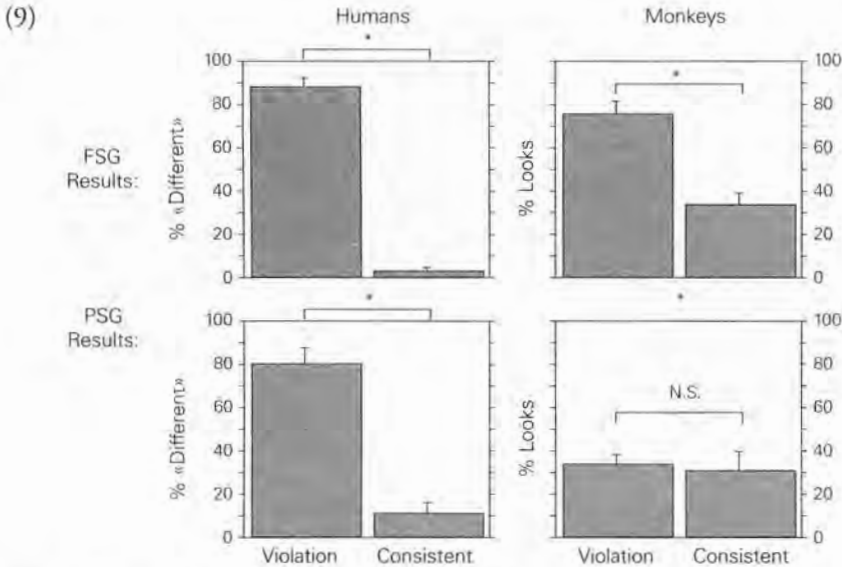 (9)
Humans
Monkeys
FSG
Results:
% «Different»
100
80
60
40
20
0
*
% Looks
100
80
60
40
20
0
*
PSG
Results:
% «Different»
100
80
60
40
20
0
*
Violation Consistent
% Looks
100
80
60
40
20
0
*
N.S.
Violation Consistent